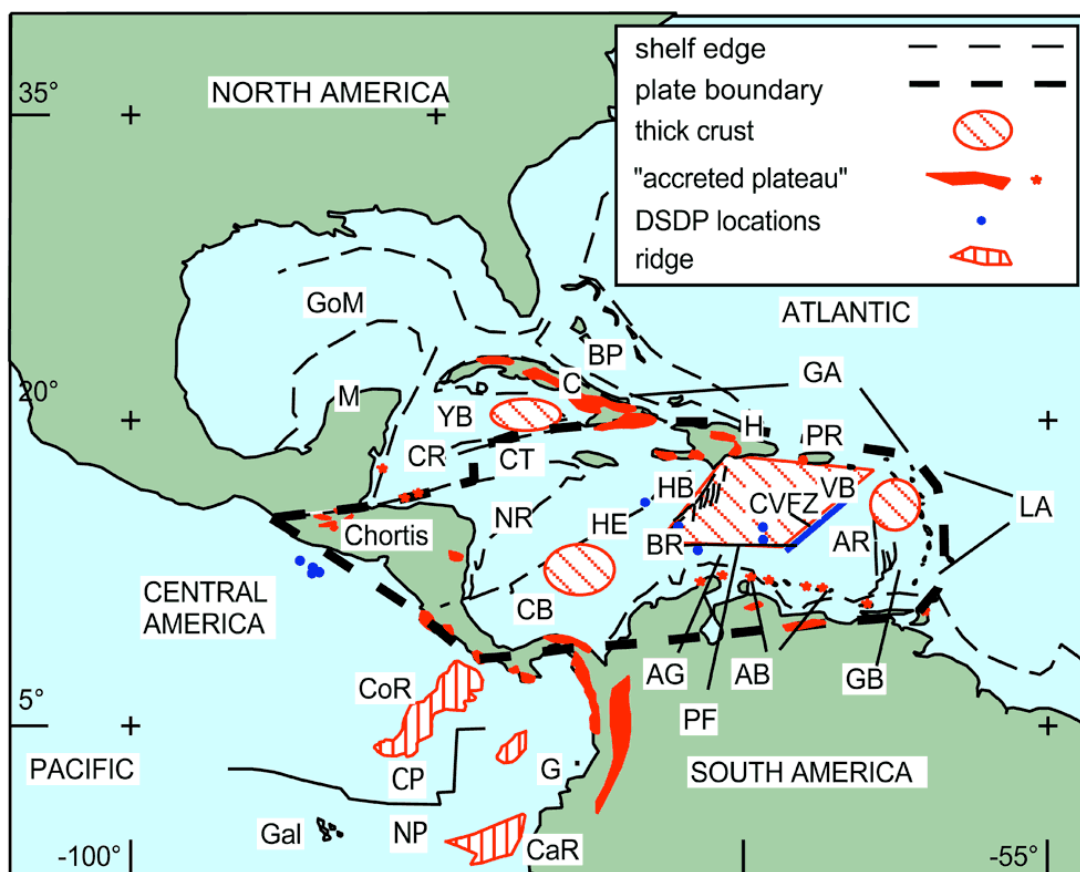 shelf edge
plate boundary
thick crust
"accreted plateau"
DSDP locations
ridge
35°
NORTH AMERICA
GoM
ATLANTIC
BP
GA
20°
M
C
YB
H
PR
CR
CT
HB
VB
CVFZ
LA
NR
HE
Chortis
BR
AR
CENTRAL
AMERICA
CB
AG
AB
GB
CoR
PF
5°
PACIFIC
CP
G
SOUTH AMERICA
Gal
NP
CaR
-100°
-55°